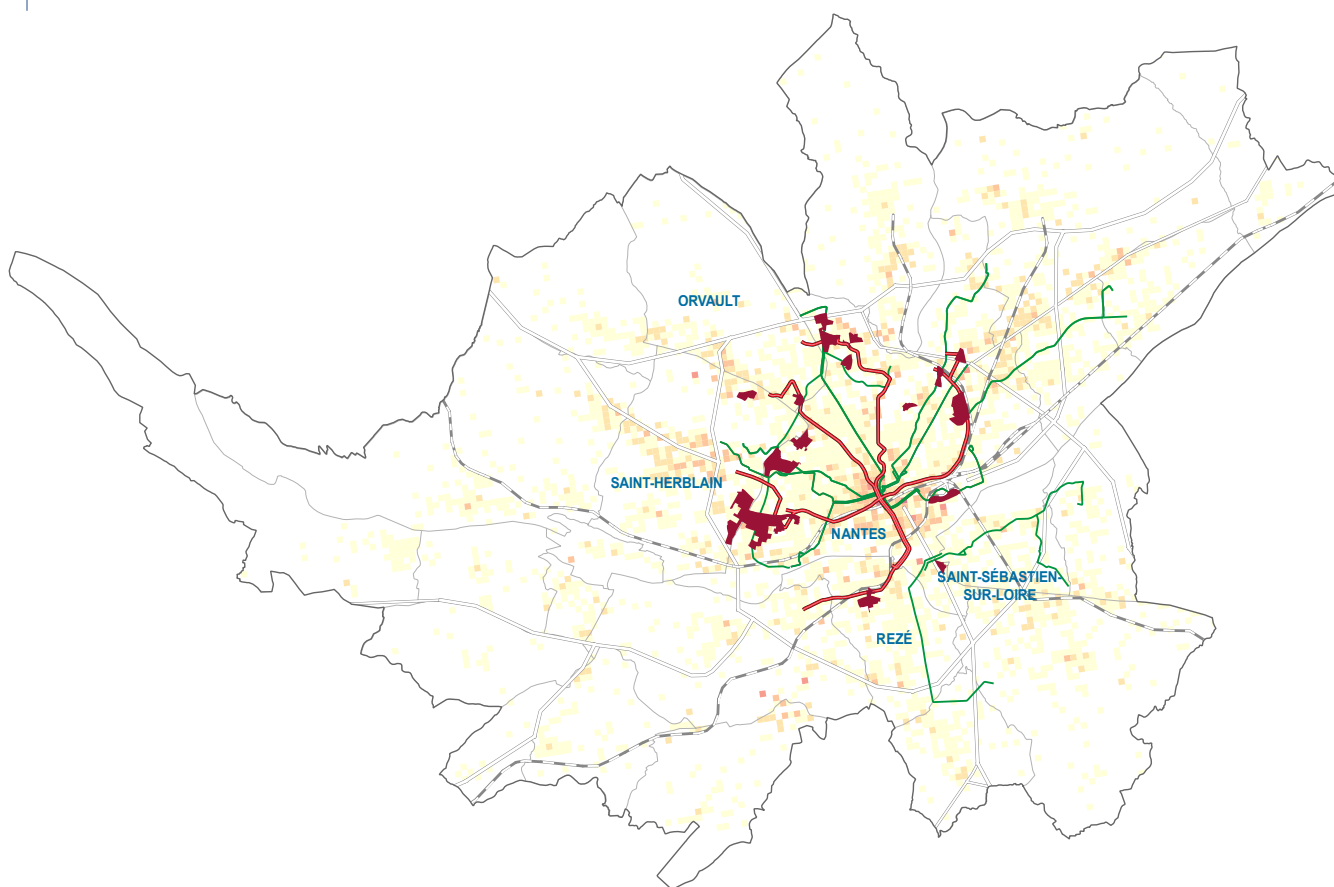 ORVAULT
SAINT-HERBLAIN
NANTES
SAINT-SÉBASTIEN-
SUR-LOIRE
REZÉ